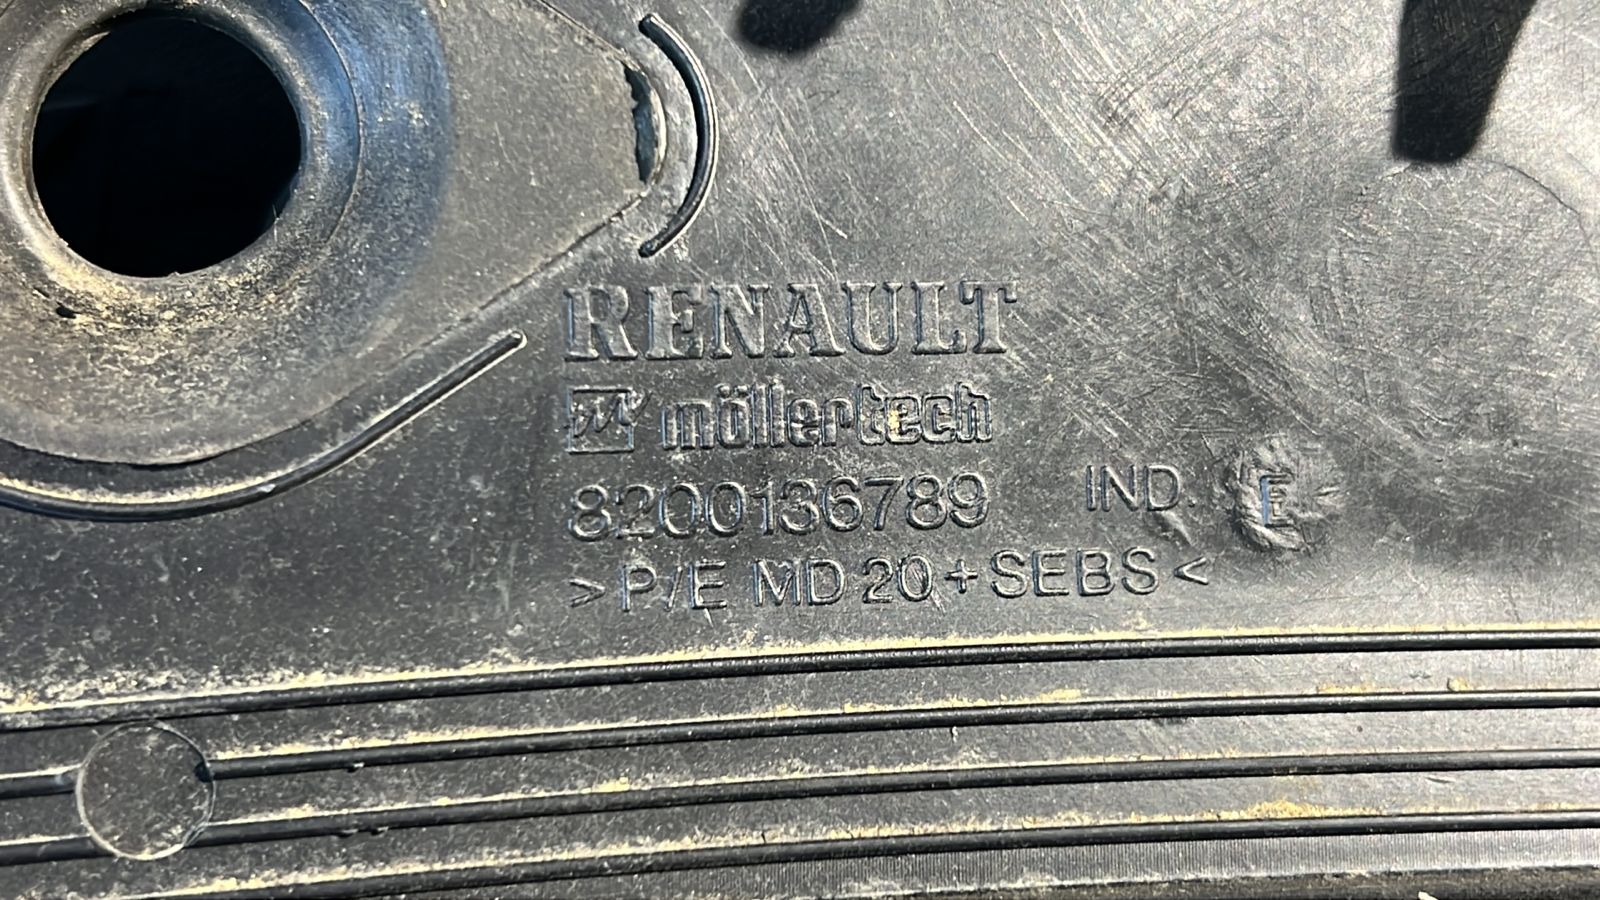 RENAULT
möllertech
8200136789 IND. E
>P/E MD 20+SEBS<